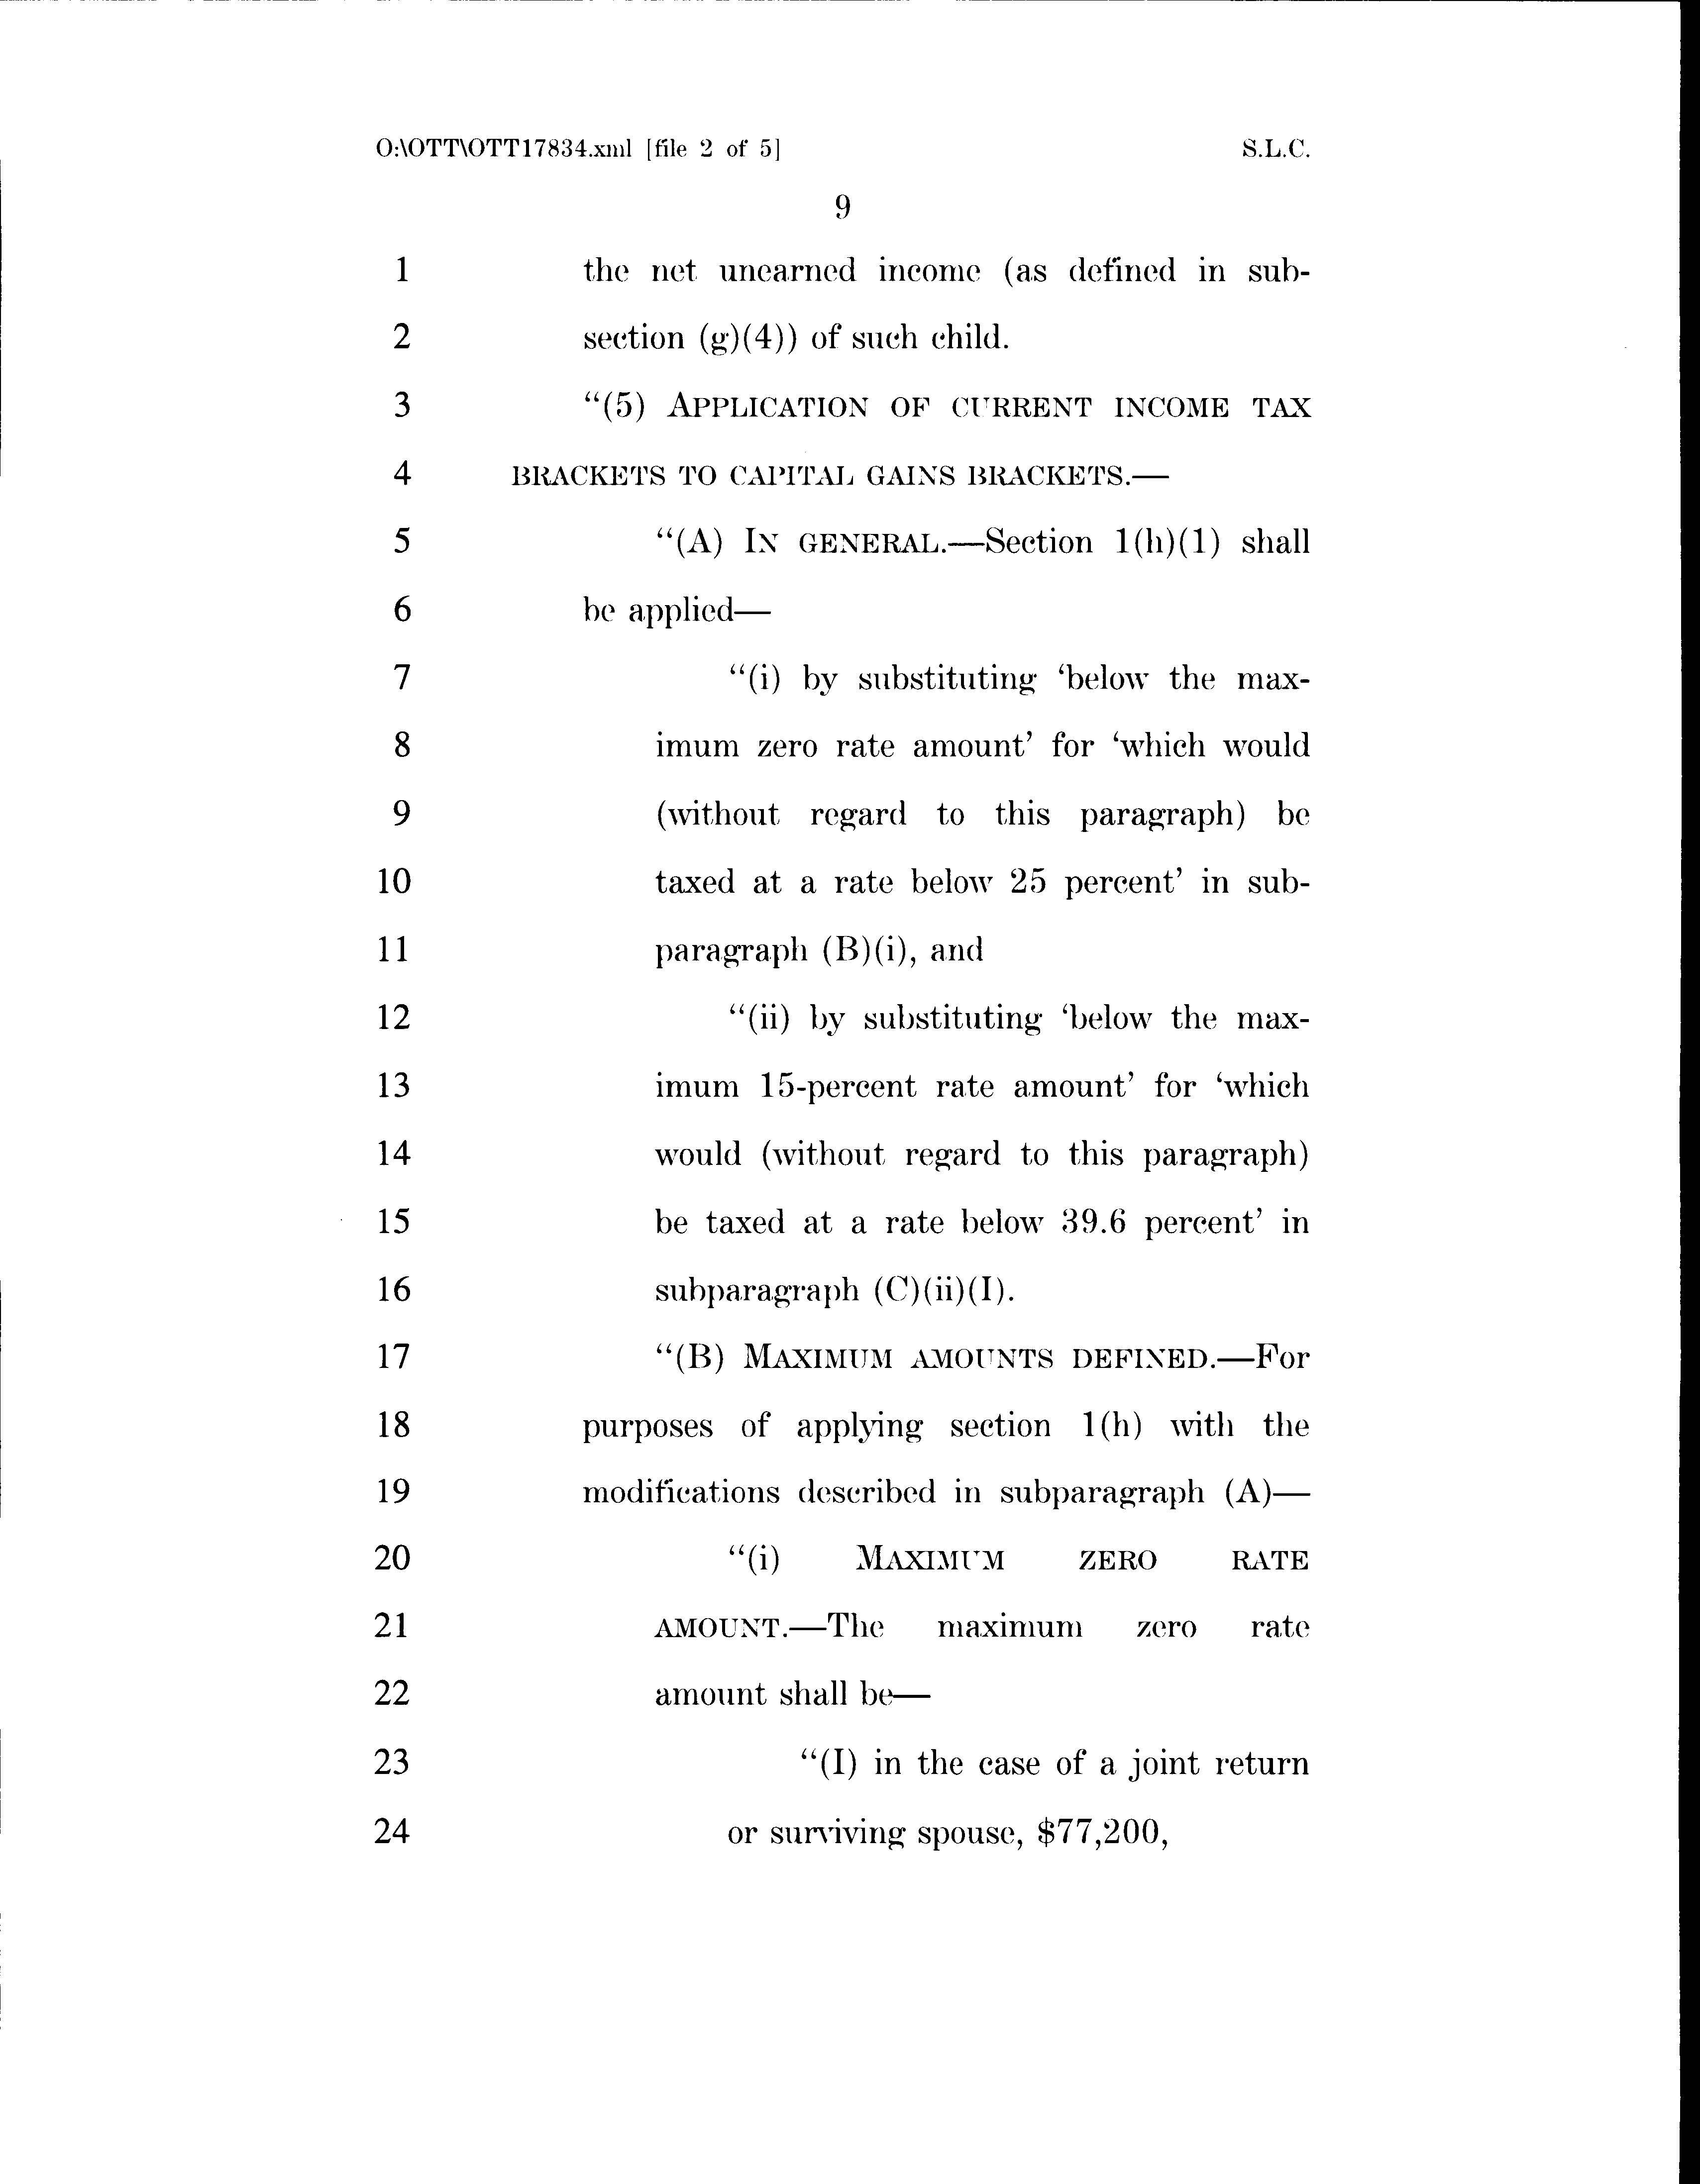 O:\OTT\OTT17834.xml [file 2 of 5] S.L.C.
9
1 the net unearned income (as defined in sub-
2 section (g)(4)) of such child.
3 “(5) APPLICATION OF CURRENT INCOME TAX
4 BRACKETS TO CAPITAL GAINS BRACKETS.—
5 “(A) IN GENERAL.—Section 1(h)(1) shall
6 be applied—
7 “(i) by substituting ‘below the max-
8 imum zero rate amount’ for ‘which would
9 (without regard to this paragraph) be
10 taxed at a rate below 25 percent’ in sub-
11 paragraph (B)(i), and
12 “(ii) by substituting ‘below the max-
13 imum 15-percent rate amount’ for ‘which
14 would (without regard to this paragraph)
15 be taxed at a rate below 39.6 percent’ in
16 subparagraph (C)(ii)(I).
17 “(B) MAXIMUM AMOUNTS DEFINED.—For
18 purposes of applying section 1(h) with the
19 modifications described in subparagraph (A)—
20 “(i) MAXIMUM ZERO RATE
21 AMOUNT.—The maximum zero rate
22 amount shall be—
23 “(I) in the case of a joint return
24 or surviving spouse, $77,200,